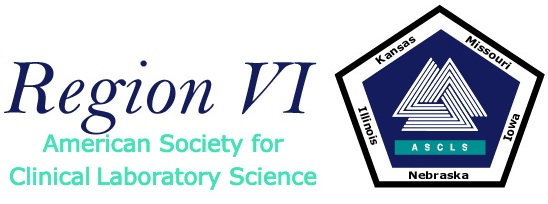 Region VI
American Society for
Clinical Laboratory Science
Kansas
Missouri
Illinois
Iowa
ASCLS
Nebraska